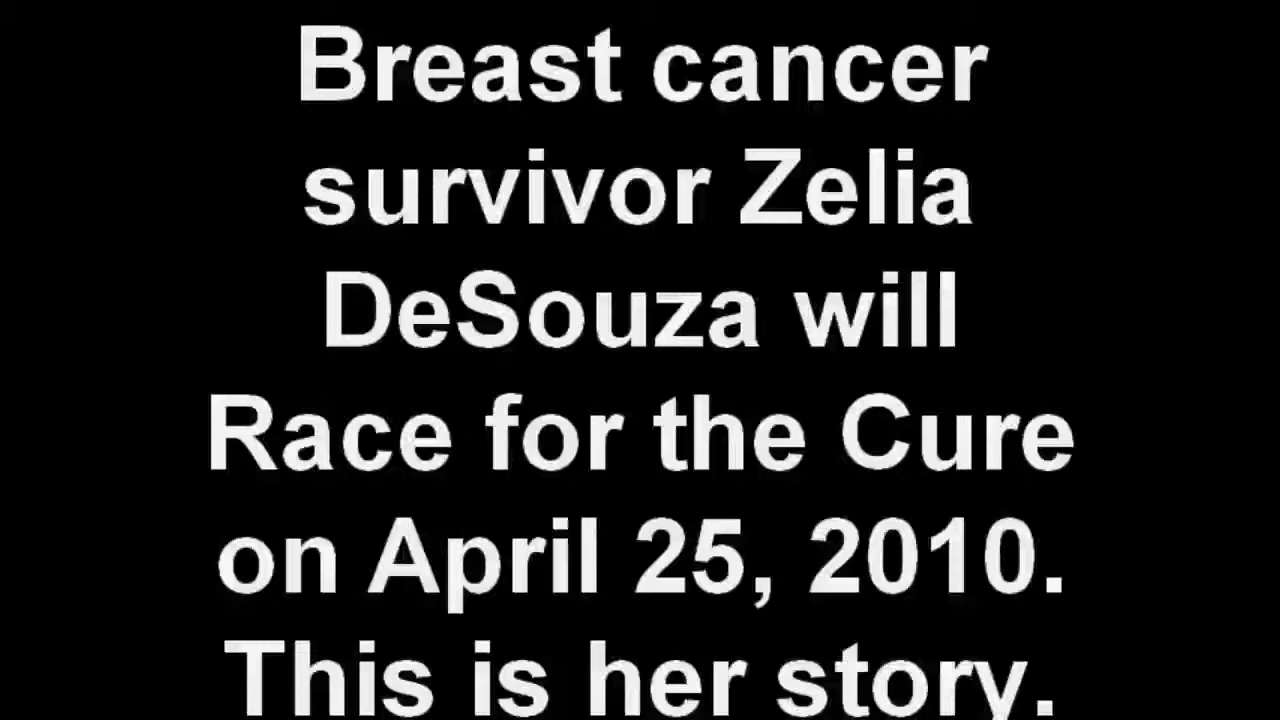 Breast cancer
survivor Zelia
DeSouza will
Race for the Cure
on April 25, 2010.
This is her story.